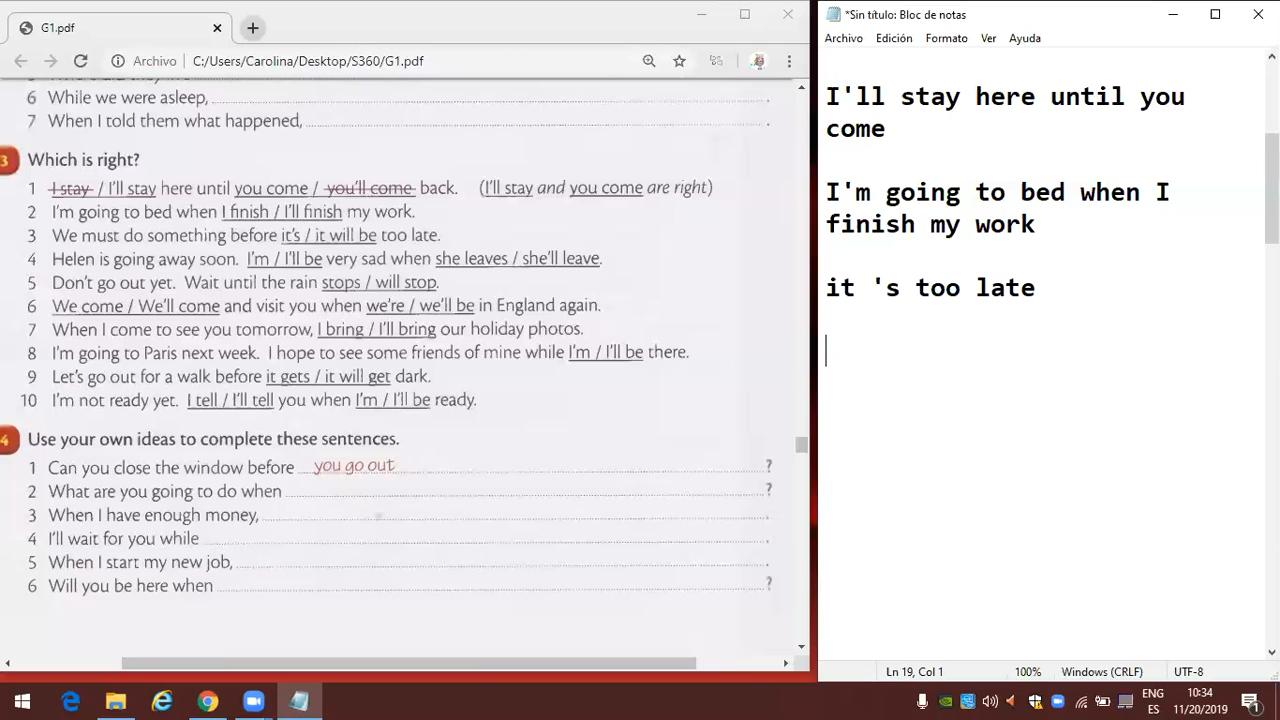 G1.pdf
Archivo C:/Users/Carolina/Desktop/S360/G1.pdf
6 While we were asleep, .
7 When I told them what happened, .
3 Which is right?
1 I stay / I'll stay here until you come / you'll come back. (I'll stay and you come are right)
2 I'm going to bed when I finish / I'll finish my work.
3 We must do something before it's / it will be too late.
4 Helen is going away soon. I'm / I'll be very sad when she leaves / she'll leave.
5 Don't go out yet. Wait until the rain stops / will stop.
6 We come / We'll come and visit you when we're / we'll be in England again.
7 When I come to see you tomorrow, I bring / I'll bring our holiday photos.
8 I'm going to Paris next week. I hope to see some friends of mine while I'm / I'll be there.
9 Let's go out for a walk before it gets / it will get dark.
10 I'm not ready yet. I tell / I'll tell you when I'm / I'll be ready.
4 Use your own ideas to complete these sentences.
1 Can you close the window before you go out ?
2 What are you going to do when ?
3 When I have enough money, .
4 I'll wait for you while .
5 When I start my new job, .
6 Will you be here when ?
*Sin título: Bloc de notas
Archivo Edición Formato Ver Ayuda
I'll stay here until you
come
I'm going to bed when I
finish my work
it 's too late
Ln 19, Col 1 100% Windows (CRLF) UTF-8
ENG
ES
10:34
11/20/2019
1